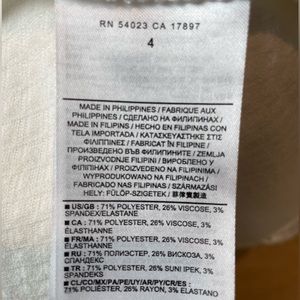 RN 54023 CA 17897
4
MADE IN PHILIPPINES / FABRIQUE AUX
PHILIPPINES / СДЕЛАНО НА ФИЛИПИНАХ /
MADE IN FILIPINS / HECHO EN FILIPINAS CON
TELA IMPORTADA / ΚΑΤΑΣΚΕΥΑΣΤΗΚΕ ΣΤΙΣ
ΦΙΛΙΠΠΙΝΕΣ / FABRICAT ÎN FILIPINE /
ПРОИЗВЕДЕНО ВЪВ ФИЛИПИНИТЕ / ZEMLJA
PROIZVODNJE FILIPINI / ВИРОБЛЕНО У
ФІЛІППІНАХ / PROIZVEDENO NA FILIPINIMA /
WYPRODUKOWANO NA FILIPINACH /
FABRICADO NAS FILIPINAS / SZÁRMAZÁSI
HELY: FÜLÖP-SZIGETEK / 菲律賓製造
US/GB : 71% POLYESTER, 26% VISCOSE, 3%
SPANDEX/ELASTANE
CA : 71% POLYESTER, 26% VISCOSE, 3%
ÉLASTHANNE
FR/MA : 71% POLYESTER, 26% VISCOSE, 3%
ÉLASTHANNE
RU : 71% ПОЛИЭСТЕР, 26% ВИСКОЗА, 3%
СПАНДЕКС
TR : 71% POLYESTER, 26% SUNI IPEK, 3%
SPANDEKS
CL/CO/MX/PA/PE/UY/AR/PY/CR/ES :
71% POLIÉSTER, 26% RAYÓN, 3% ELASTANO